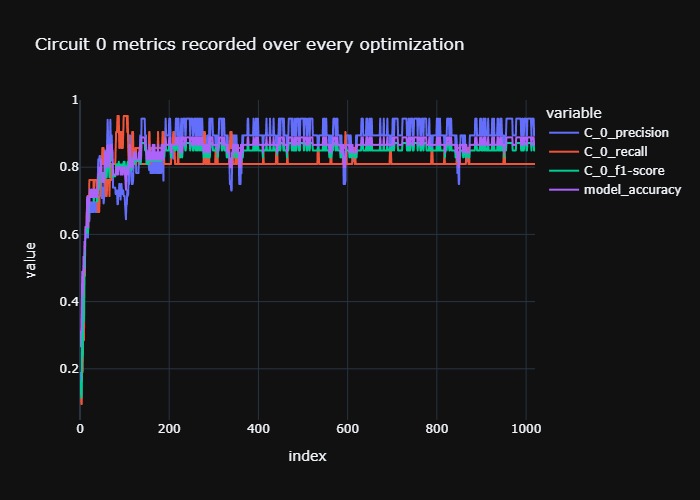 Circuit 0 metrics recorded over every optimization
variable
C_0_precision
C_0_recall
C_0_f1-score
model_accuracy
value
1
0.8
0.6
0.4
0.2
0
200
400
600
800
1000
index